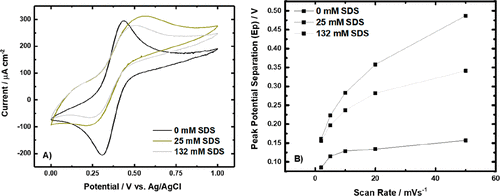 300
200
100
0
-100
-200
0.00
0.25
0.50
0.75
1.00
Current / µA cm⁻²
Potential / V vs. Ag/AgCl
0 mM SDS
25 mM SDS
132 mM SDS
A)
0 mM SDS
25 mM SDS
132 mM SDS
0.50
0.45
0.40
0.35
0.30
0.25
0.20
0.15
0.10
0
10
20
30
40
50
60
Peak Potential Separation (Ep) / V
Scan Rate / mVs⁻¹
B)